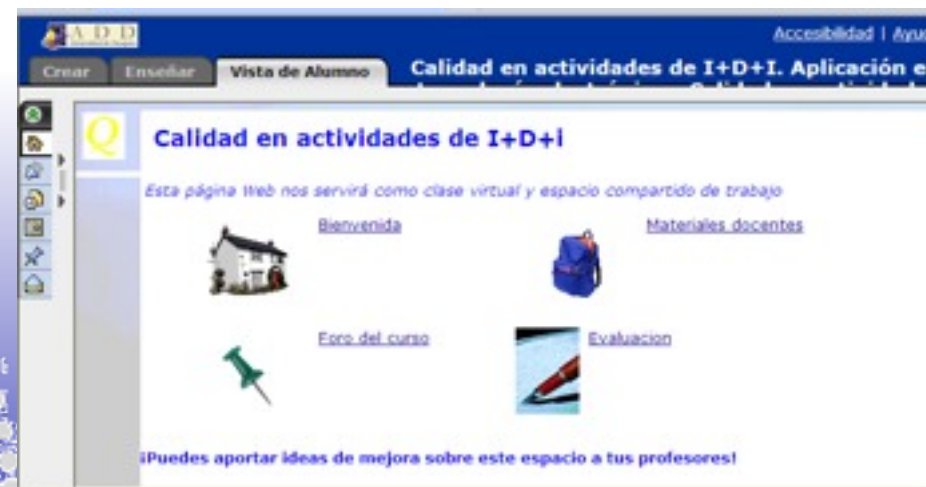 A D D
Accesibilidad | Ayu
Crear
Enseñar
Vista de Alumno
Calidad en actividades de I+D+I. Aplicación e
Q
Calidad en actividades de I+D+i
Esta página Web nos servirá como clase virtual y espacio compartido de trabajo
Bienvenida
Materiales docentes
Foro del curso
Evaluacion
¡Puedes aportar ideas de mejora sobre este espacio a tus profesores!